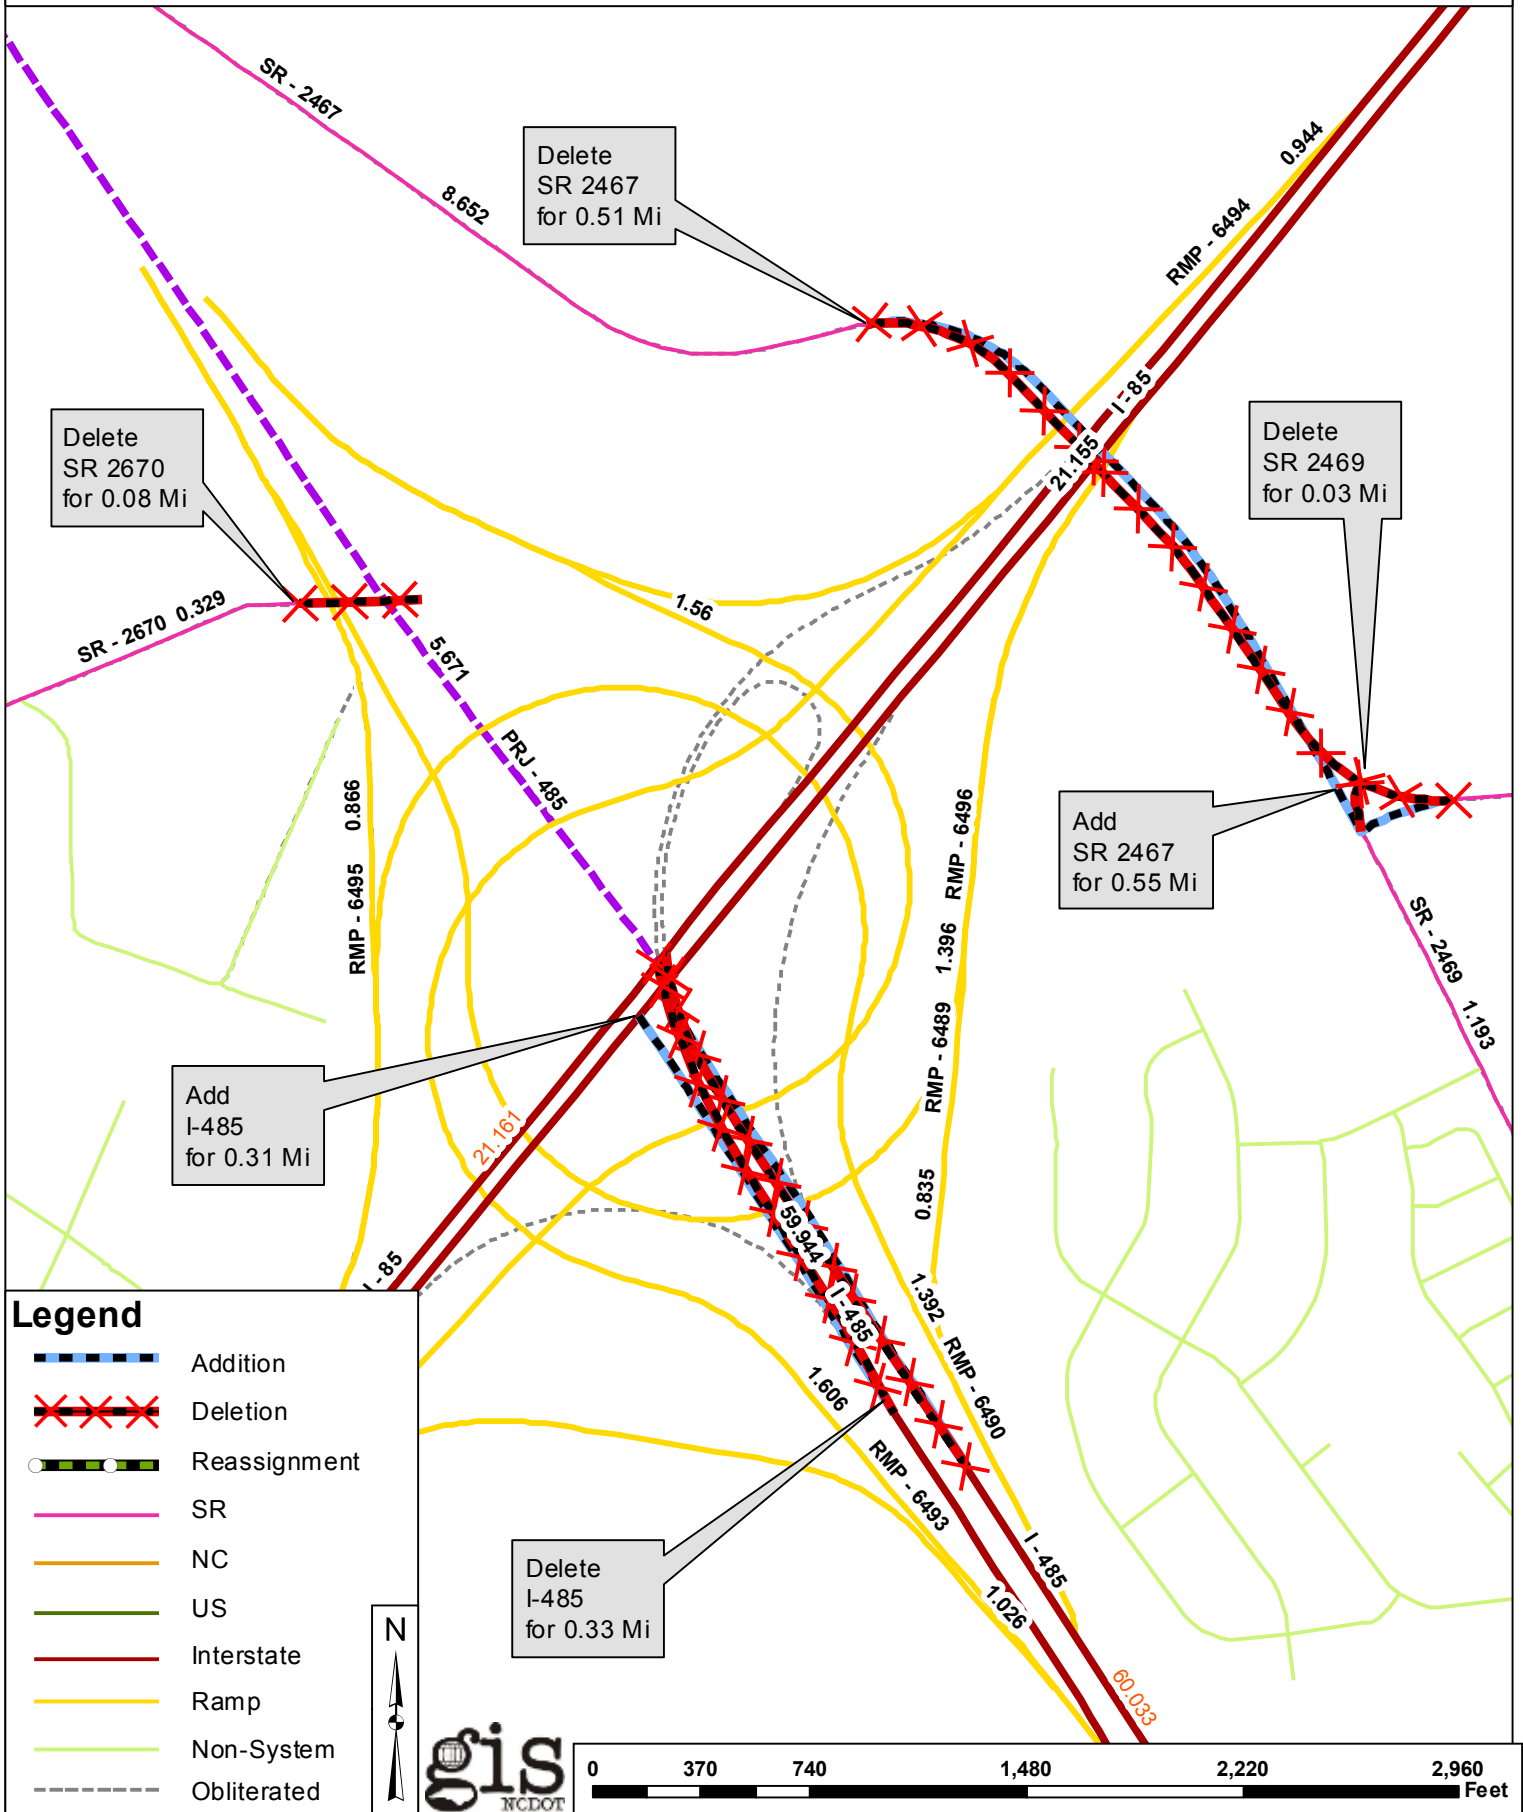 SR - 2467
8.652
Delete
SR 2467
for 0.51 Mi
0.944
RMP - 6494
I - 85
21.155
Delete
SR 2670
for 0.08 Mi
Delete
SR 2469
for 0.03 Mi
SR - 2670 0.329
1.56
5.671
PRJ - 485
0.866
RMP - 6495
RMP - 6496
1.396
RMP - 6489
0.835
Add
SR 2467
for 0.55 Mi
SR - 2469 1.193
Add
I-485
for 0.31 Mi
21.161
I - 85
59.944
I - 485
1.392 RMP - 6490
1.606
RMP - 6493
I - 485
1.026
60.033
Delete
I-485
for 0.33 Mi
Legend
Addition
Deletion
Reassignment
SR
NC
US
Interstate
Ramp
Non-System
Obliterated
N
gis
NCDOT
0 370 740 1,480 2,220 2,960
Feet